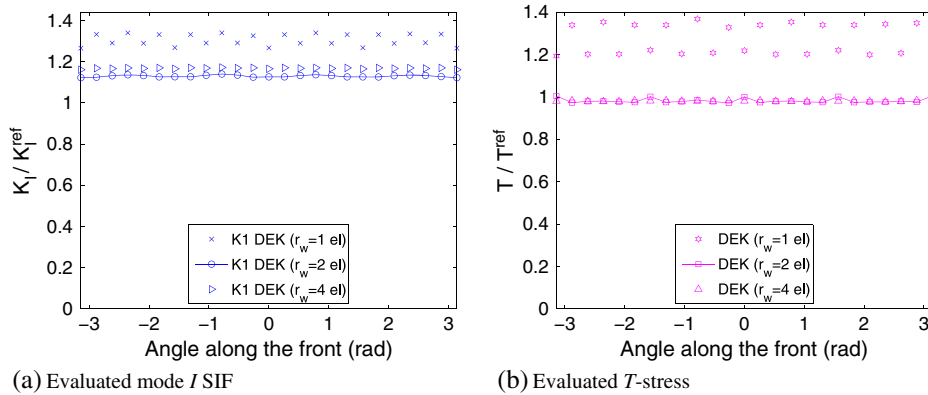 1.4
1.2
1
0.8
0.6
0.4
0.2
0
K_I / K_I^ref
K1 DEK (r_w=1 el)
K1 DEK (r_w=2 el)
K1 DEK (r_w=4 el)
−3 −2 −1 0 1 2 3
Angle along the front (rad)
(a) Evaluated mode I SIF
1.4
1.2
1
0.8
0.6
0.4
0.2
0
T / T^ref
DEK (r_w=1 el)
DEK (r_w=2 el)
DEK (r_w=4 el)
−3 −2 −1 0 1 2 3
Angle along the front (rad)
(b) Evaluated T-stress